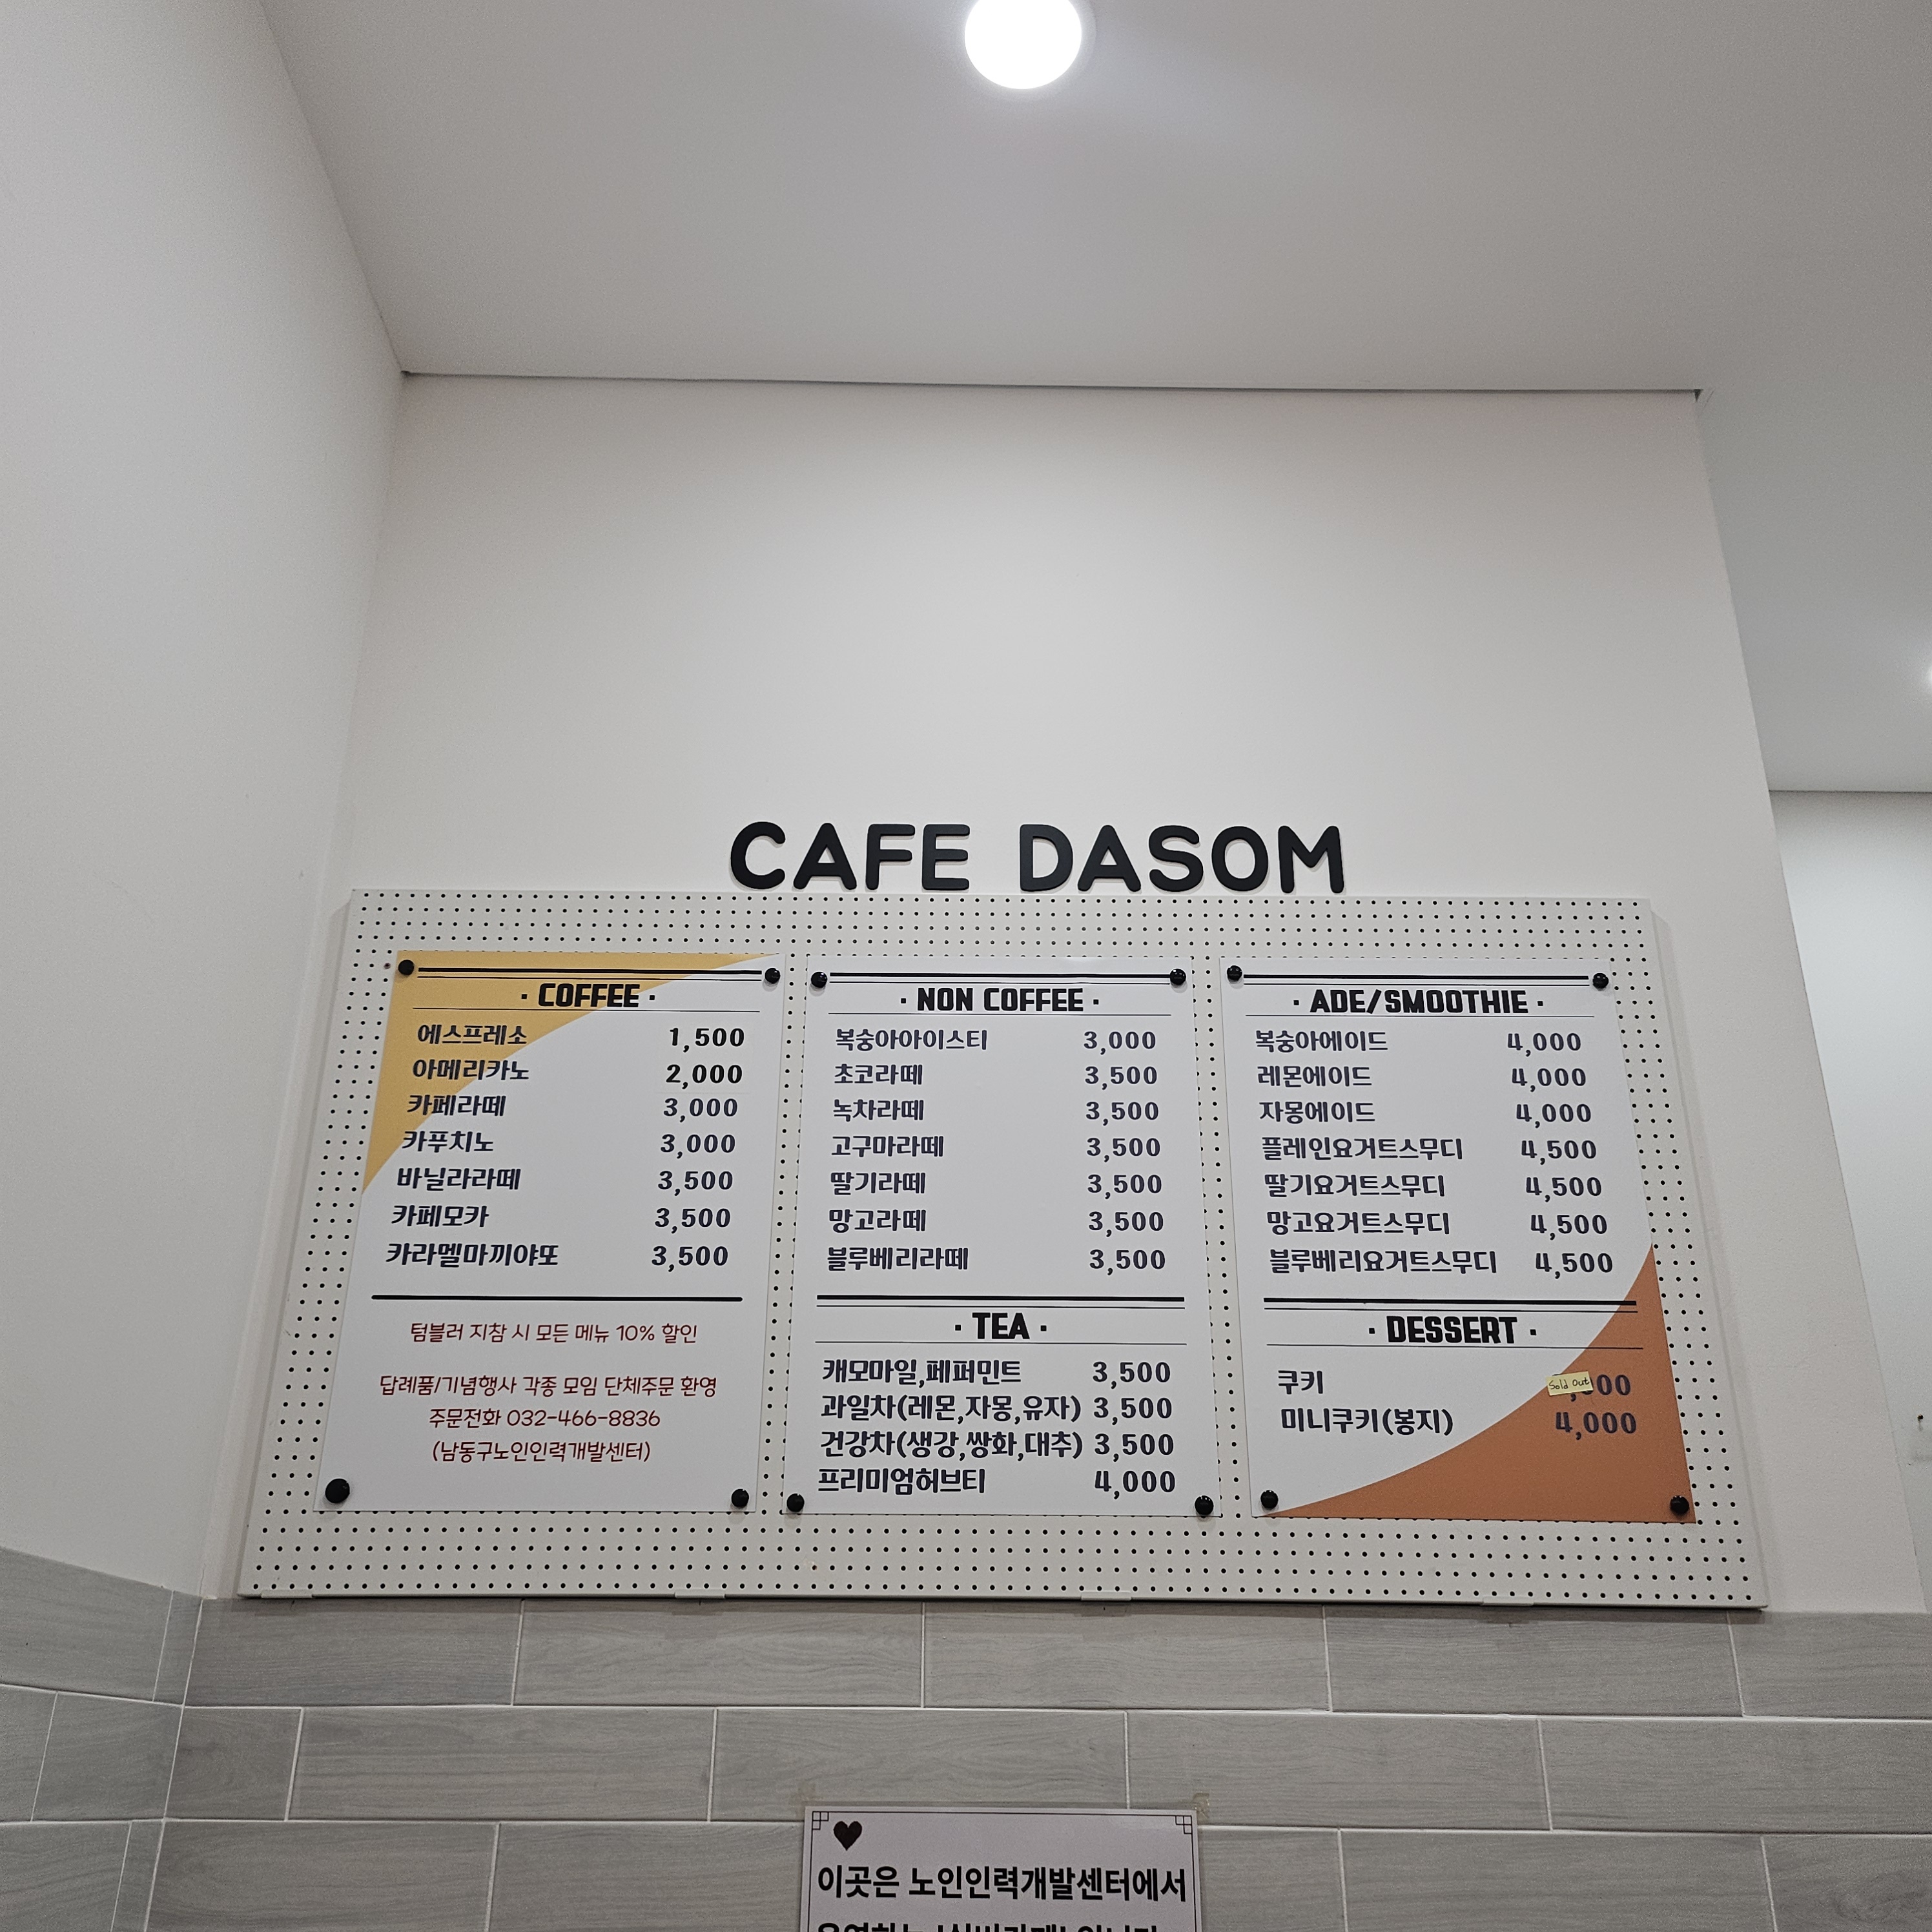 CAFE DASOM
· COFFEE ·
에스프레소 1,500
아메리카노 2,000
카페라떼 3,000
카푸치노 3,000
바닐라라떼 3,500
카페모카 3,500
카라멜마끼야또 3,500
텀블러 지참 시 모든 메뉴 10% 할인
답례품/기념행사 각종 모임 단체주문 환영
주문전화 032-466-8836
(남동구노인인력개발센터)
· NON COFFEE ·
복숭아아이스티 3,000
초코라떼 3,500
녹차라떼 3,500
고구마라떼 3,500
딸기라떼 3,500
망고라떼 3,500
블루베리라떼 3,500
· TEA ·
캐모마일,페퍼민트 3,500
과일차(레몬,자몽,유자) 3,500
건강차(생강,쌍화,대추) 3,500
프리미엄허브티 4,000
· ADE/SMOOTHIE ·
복숭아에이드 4,000
레몬에이드 4,000
자몽에이드 4,000
플레인요거트스무디 4,500
딸기요거트스무디 4,500
망고요거트스무디 4,500
블루베리요거트스무디 4,500
· DESSERT ·
쿠키 Sold Out
미니쿠키(봉지) 4,000
이곳은 노인인력개발센터에서